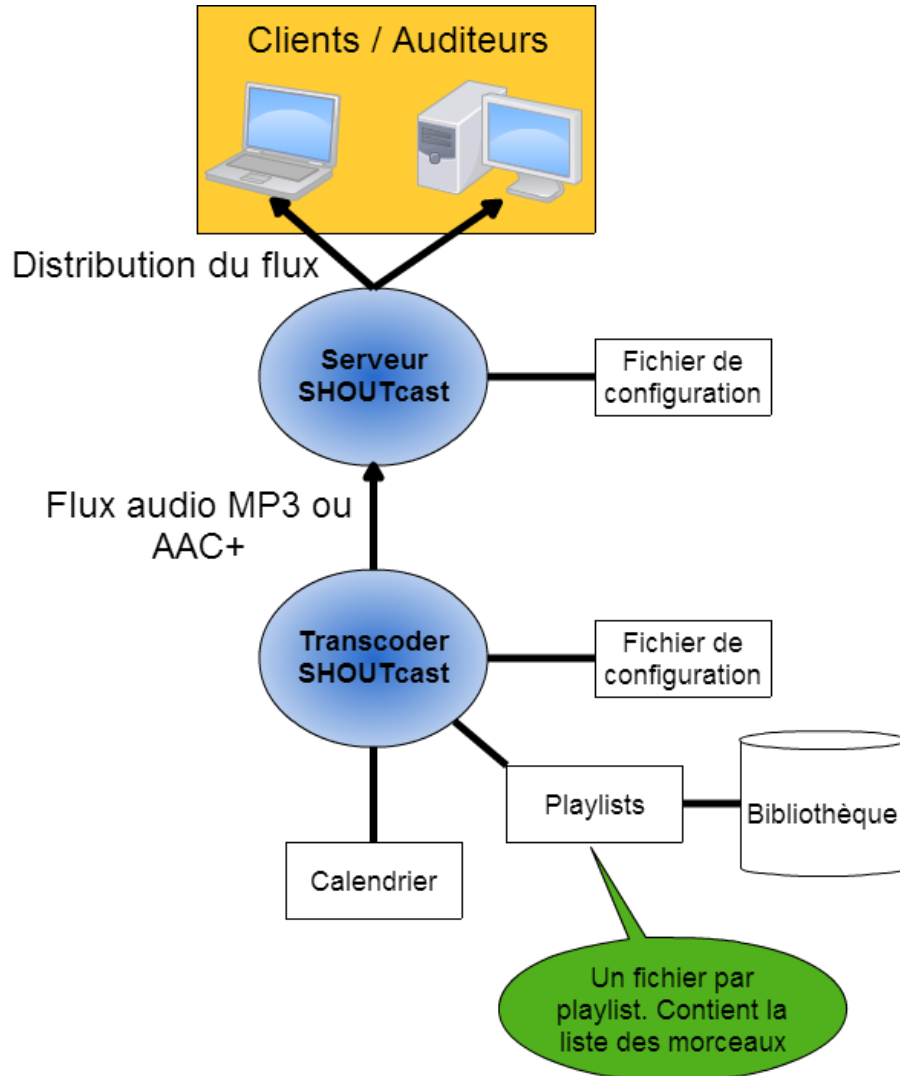 Clients / Auditeurs
Distribution du flux
Serveur
SHOUTcast
Fichier de
configuration
Flux audio MP3 ou
AAC+
Transcoder
SHOUTcast
Fichier de
configuration
Playlists
Bibliothèque
Calendrier
Un fichier par
playlist. Contient la
liste des morceaux